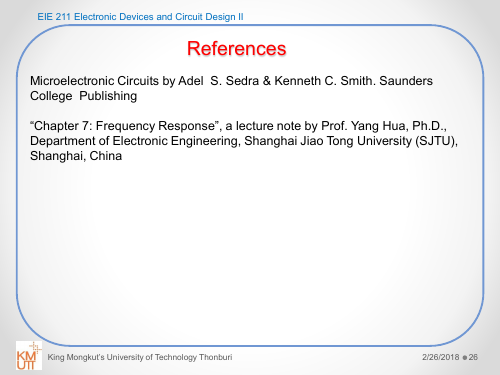 EIE 211 Electronic Devices and Circuit Design II
References
Microelectronic Circuits by Adel S. Sedra & Kenneth C. Smith. Saunders
College Publishing
“Chapter 7: Frequency Response”, a lecture note by Prof. Yang Hua, Ph.D.,
Department of Electronic Engineering, Shanghai Jiao Tong University (SJTU),
Shanghai, China
KM
UTT
King Mongkut's University of Technology Thonburi
2/26/2018 ● 26